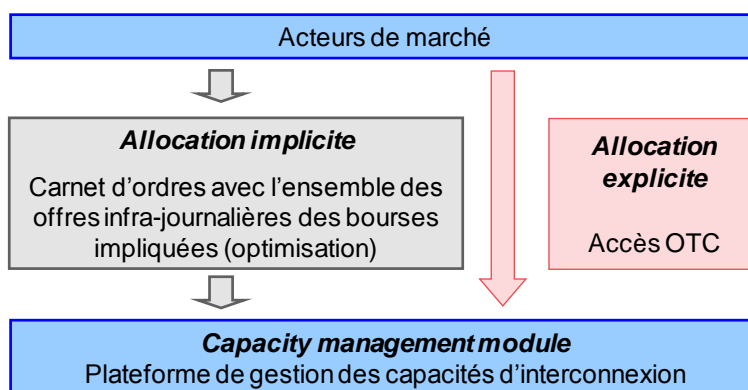 Acteurs de marché
Allocation implicite
Carnet d'ordres avec l'ensemble des
offres infra-journalières des bourses
impliquées (optimisation)
Allocation
explicite
Accès OTC
Capacity management module
Plateforme de gestion des capacités d'interconnexion